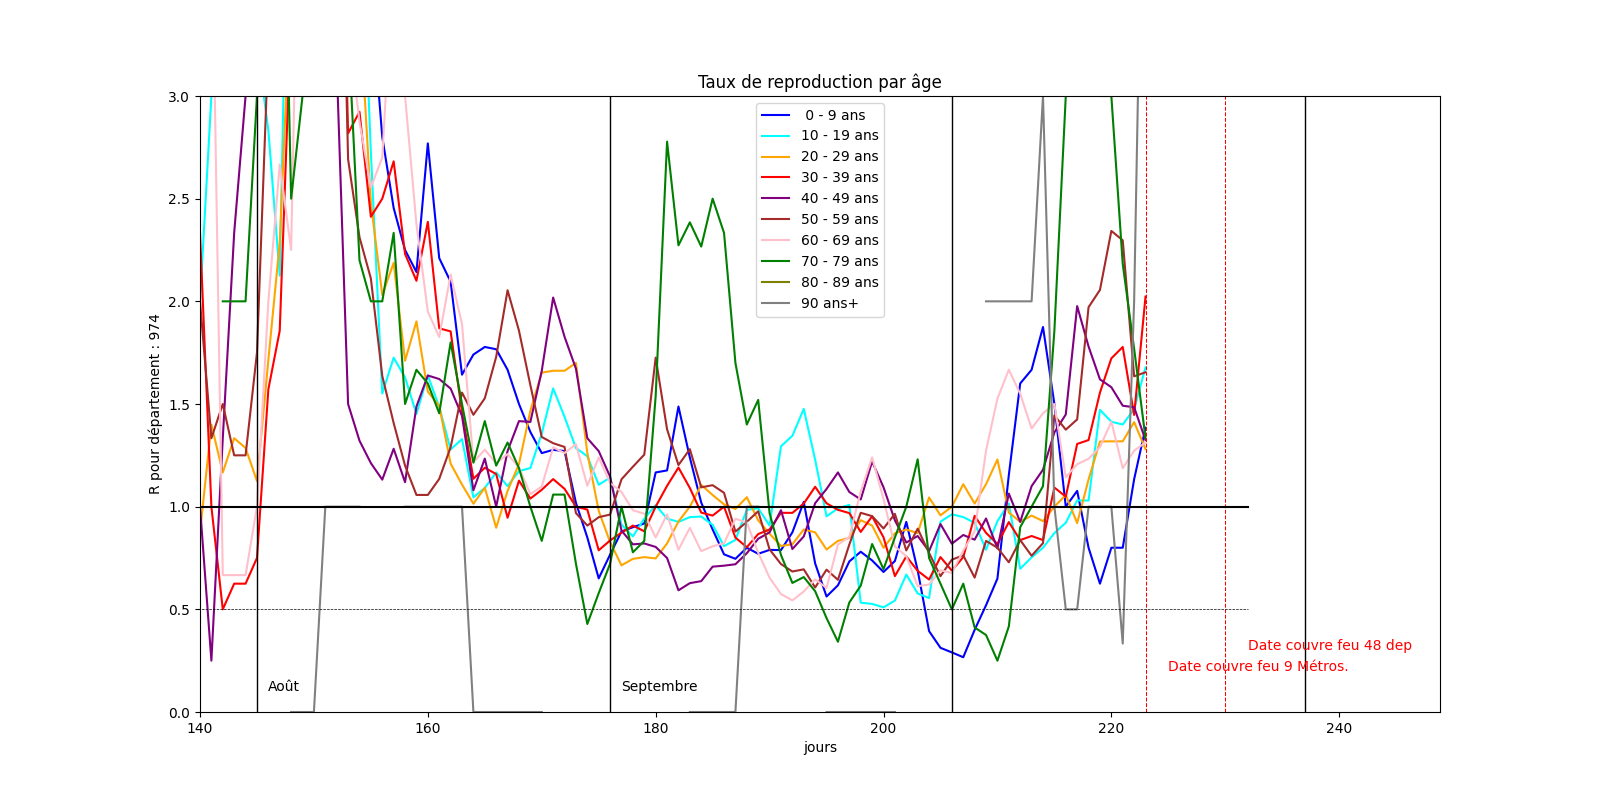 Taux de reproduction par âge
3.0
2.5
2.0
1.5
1.0
0.5
0.0
R pour département : 974
0 - 9 ans
10 - 19 ans
20 - 29 ans
30 - 39 ans
40 - 49 ans
50 - 59 ans
60 - 69 ans
70 - 79 ans
80 - 89 ans
90 ans+
Date couvre feu 48 dep
Date couvre feu 9 Métros.
Août
Septembre
140
160
180
200
220
240
jours